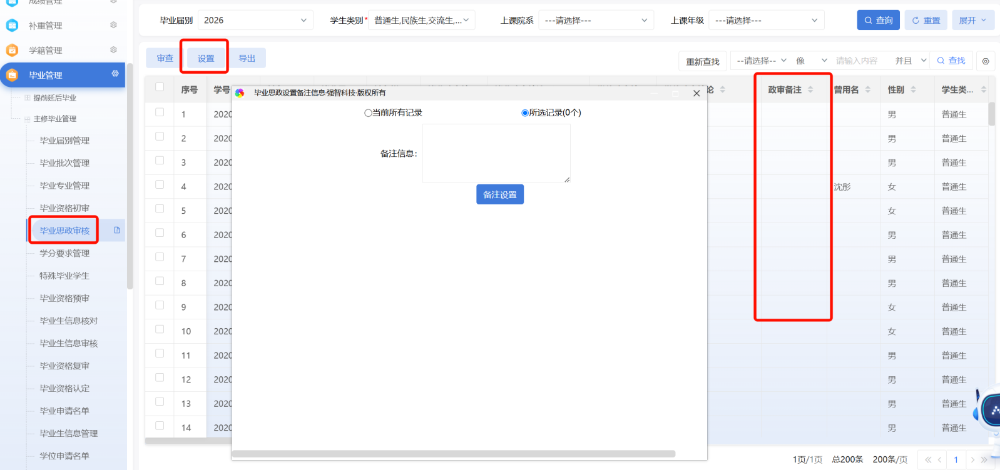 成绩管理
补重管理
学籍管理
毕业管理
提前延后毕业
主修毕业管理
毕业届别管理
毕业批次管理
毕业专业管理
毕业资格初审
毕业思政审核
学分要求管理
特殊毕业学生
毕业资格预审
毕业生信息核对
毕业生信息审核
毕业资格复审
毕业资格认定
毕业申请名单
毕业生信息管理
学位申请名单
毕业届别 2026 学生类别* 普通生,民族生,交流生,... 上课院系 ---请选择--- 上课年级 ---请选择--- 查询 重置 展开
审查 设置 导出
重新查找 --请选择-- 像 请输入内容 并且 查找
序号 学号 论 政审备注 曾用名 性别 学生类...
毕业思政设置备注信息-强智科技-版权所有
当前所有记录 所选记录(0个)
备注信息：
备注设置
1 2020 男 普通生
2 2020 男 普通生
3 2020 男 普通生
4 2020 沈彤 女 普通生
5 2020 女 普通生
6 2020 男 普通生
7 2020 男 普通生
8 2020 男 普通生
9 2020 女 普通生
10 2020 女 普通生
11 2020 男 普通生
12 2020 男 普通生
13 2020 男 普通生
14 2020 男 普通生
1页/1页 总200条 200条/页 1